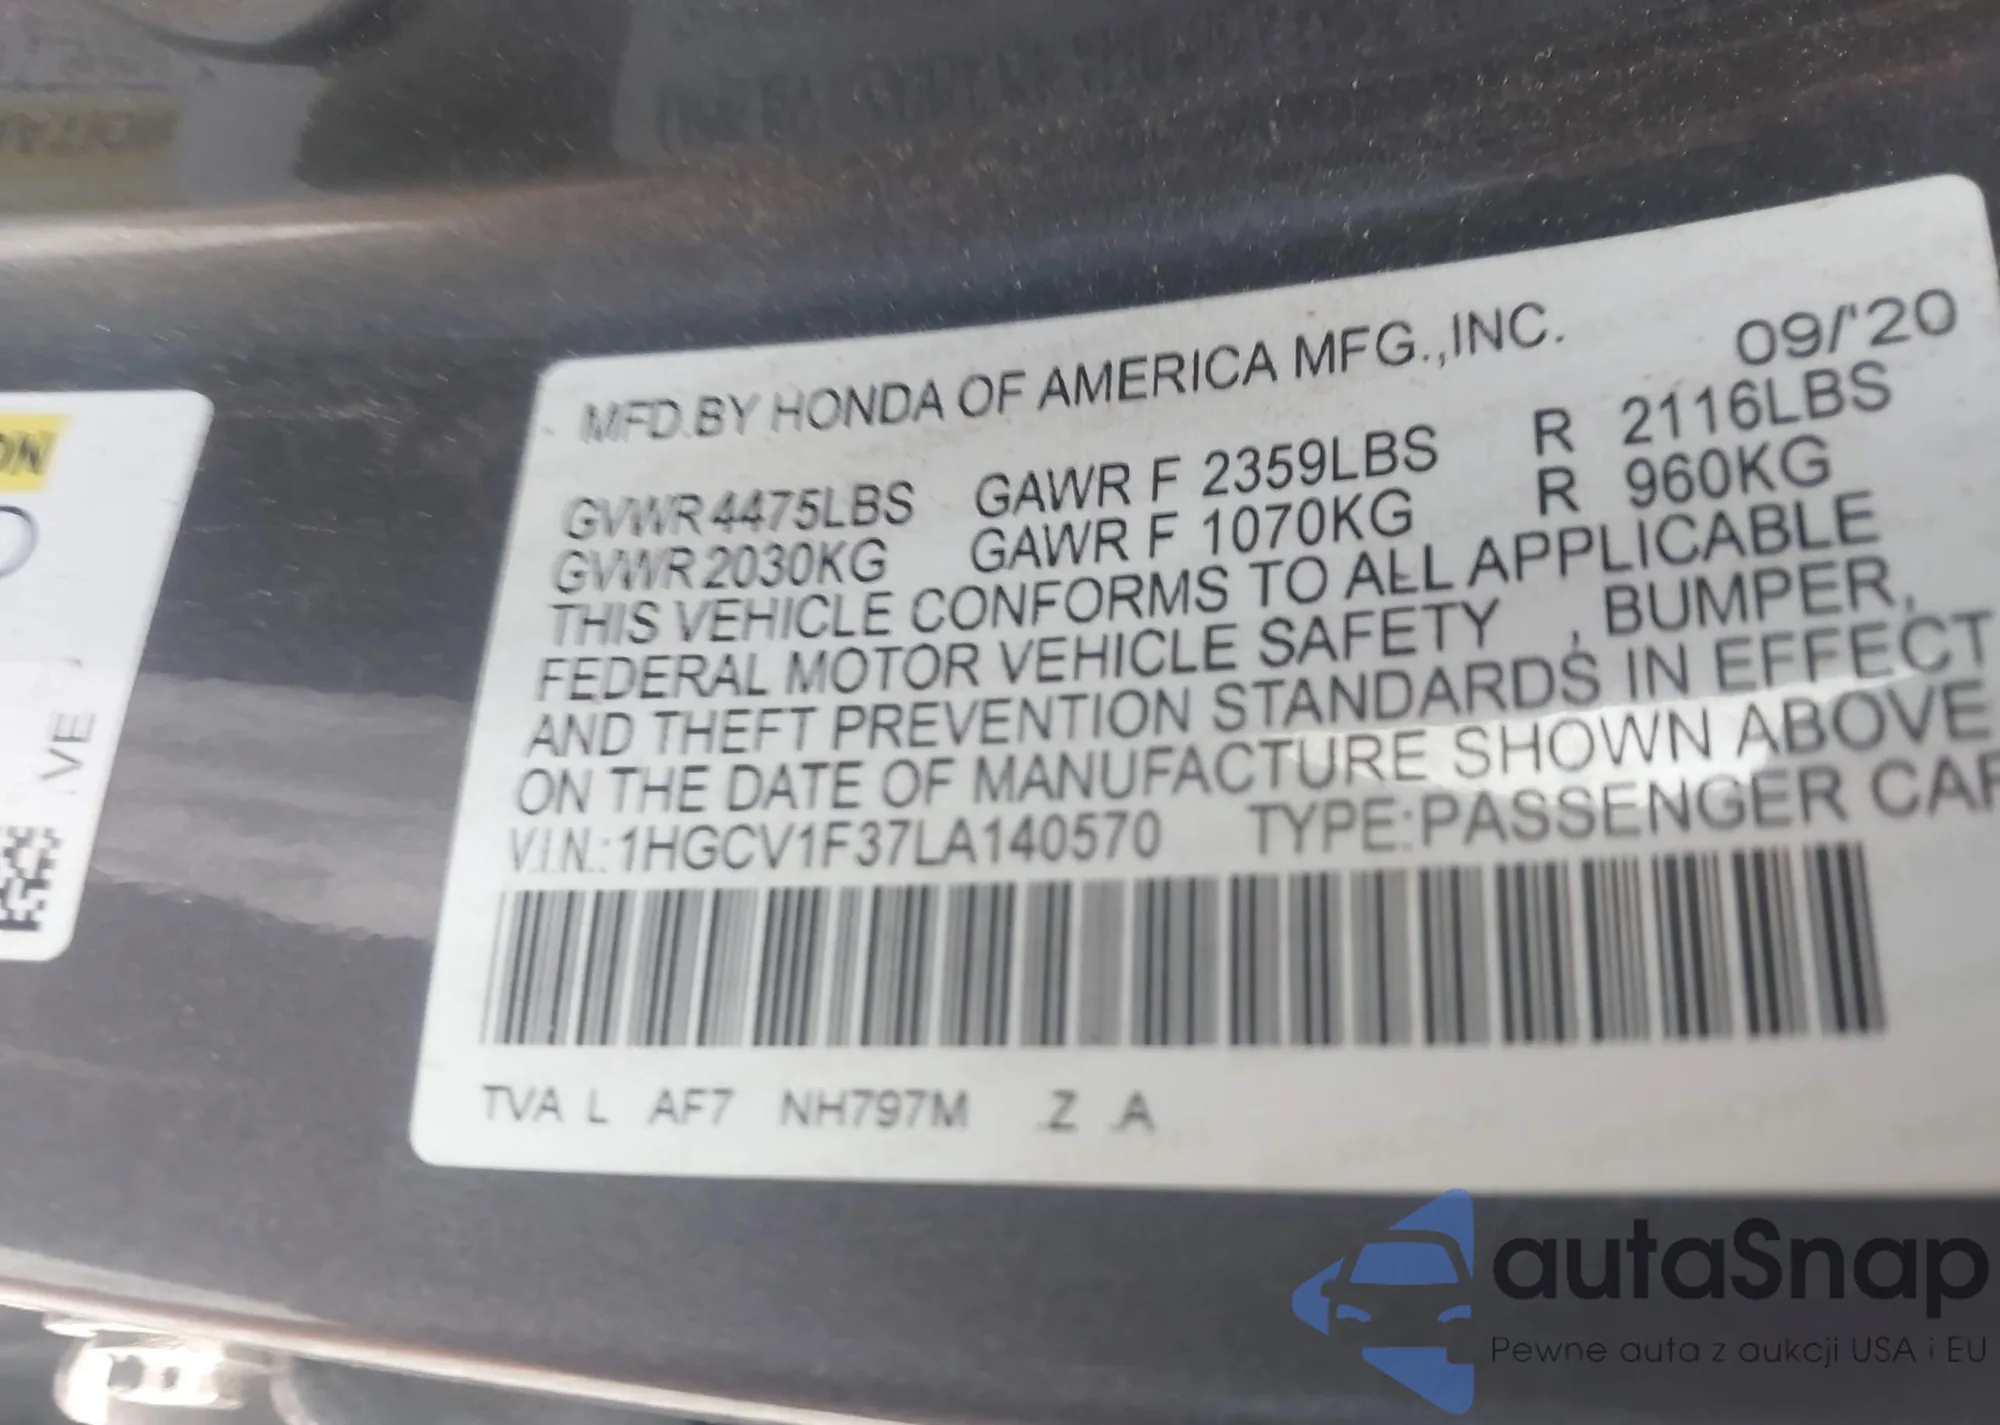 MFD.BY HONDA OF AMERICA MFG.,INC. 09/'20
GVWR 4475LBS GAWR F 2359LBS R 2116LBS
GVWR 2030KG GAWR F 1070KG R 960KG
THIS VEHICLE CONFORMS TO ALL APPLICABLE
FEDERAL MOTOR VEHICLE SAFETY , BUMPER,
AND THEFT PREVENTION STANDARDS IN EFFECT
ON THE DATE OF MANUFACTURE SHOWN ABOVE
V.I.N.:1HGCV1F37LA140570 TYPE:PASSENGER CAR
TVA L AF7 NH797M Z A
VE
autaSnap
Pewne auta z aukcji USA i EU